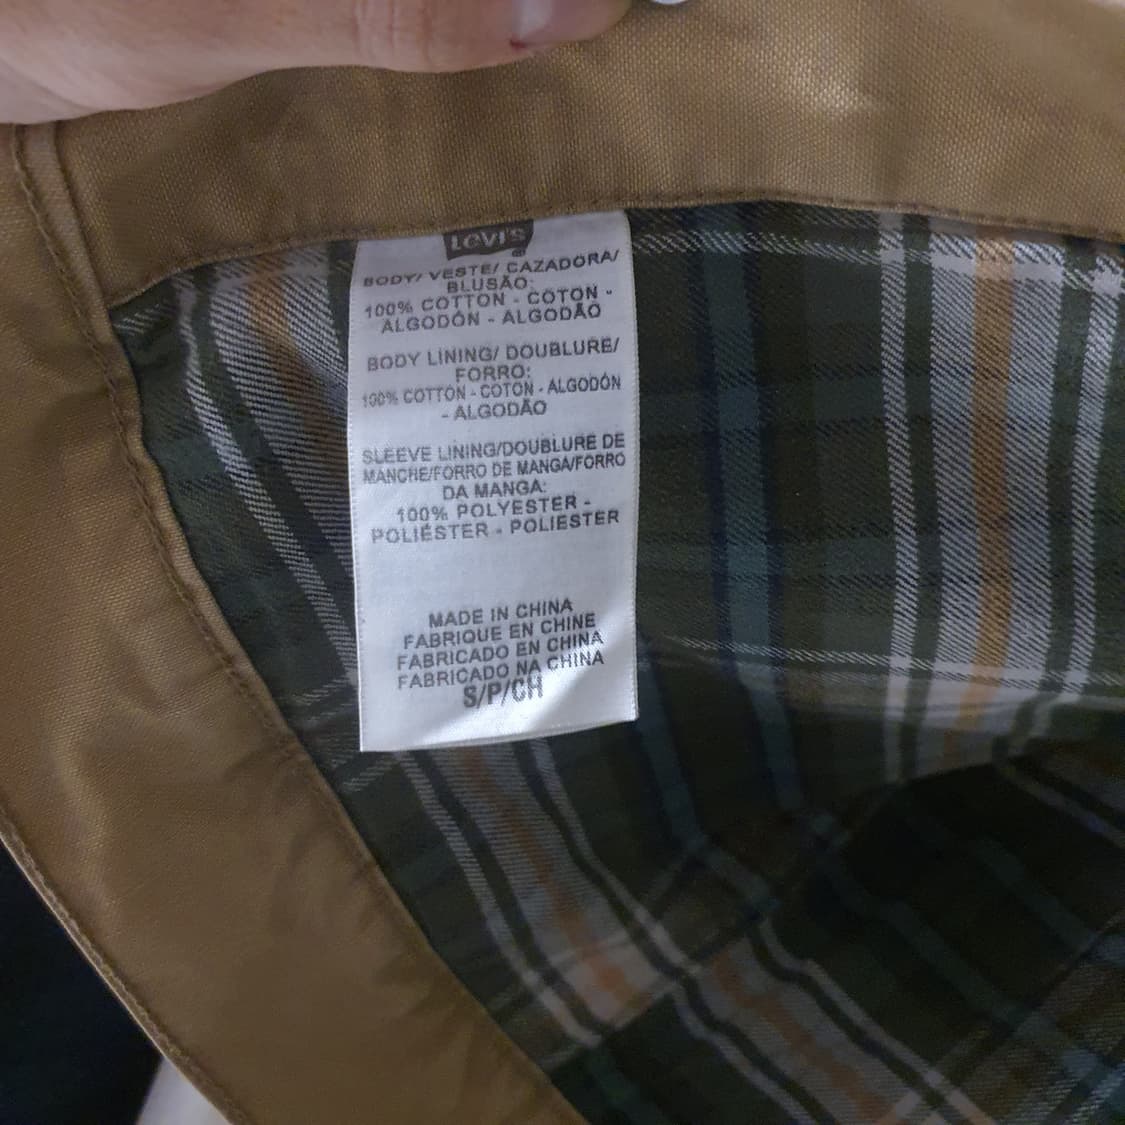 LEVI'S
®
BODY/ VESTE/ CAZADORA/
BLUSÃO:
100% COTTON - COTON -
ALGODÓN - ALGODÃO
BODY LINING/ DOUBLURE/
FORRO:
100% COTTON - COTON - ALGODÓN
- ALGODÃO
SLEEVE LINING/DOUBLURE DE
MANCHE/FORRO DE MANGA/FORRO
DA MANGA:
100% POLYESTER -
POLIÉSTER - POLIESTER
MADE IN CHINA
FABRIQUE EN CHINE
FABRICADO EN CHINA
FABRICADO NA CHINA
S/P/CH